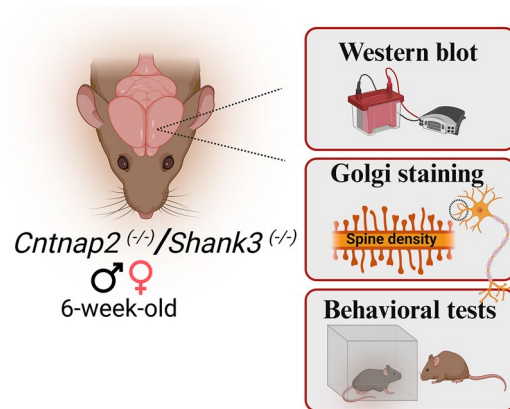 Western blot
Golgi staining
Spine density
Cntnap2 (-/-)/Shank3 (-/-)
♂♀
6-week-old
Behavioral tests